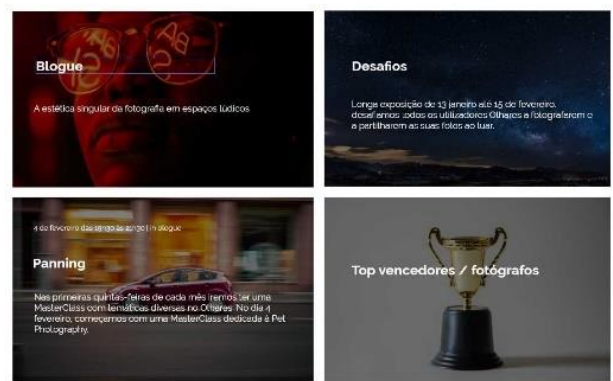 Blogue
A estética singular da fotografia em espaços lúdicos
Desafios
Longa exposição de 13 janeiro até 15 de fevereiro,
desafiamos todos os utilizadores Olhares a fotografarem e
a partilharem as suas fotos ao luar.
4 de fevereiro das 18h30 às 21h30 | in blogue
Panning
Nas primeiras quintas-feiras de cada mês iremos ter uma
MasterClass com temáticas diversas no Olhares. No dia 4
fevereiro, começamos com uma MasterClass dedicada à Pet
Photography.
Top vencedores / fotógrafos